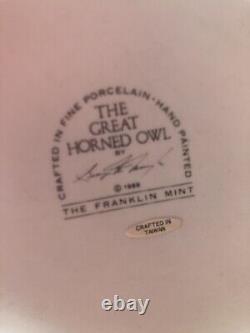 CRAFTED IN FINE PORCELAIN • HAND PAINTED
THE
GREAT
HORNED OWL
BY
© 1989
THE FRANKLIN MINT
CRAFTED IN
TAIWAN